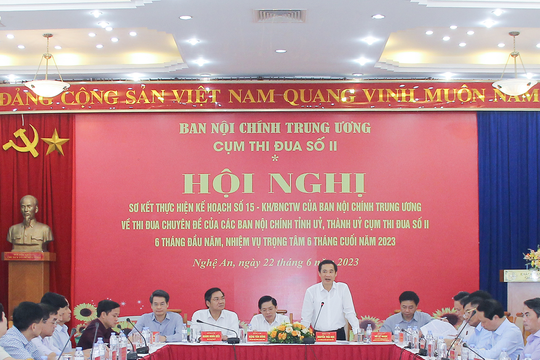 ĐẢNG CỘNG SẢN VIỆT NAM QUANG VINH MUÔN NĂM
BAN NỘI CHÍNH TRUNG ƯƠNG
CỤM THI ĐUA SỐ II
HỘI NGHỊ
SƠ KẾT THỰC HIỆN KẾ HOẠCH SỐ 15 - KH/BNCTW CỦA BAN NỘI CHÍNH TRUNG ƯƠNG
VỀ THI ĐUA CHUYÊN ĐỀ CỦA CÁC BAN NỘI CHÍNH TỈNH UỶ, THÀNH UỶ CỤM THI ĐUA SỐ II
6 THÁNG ĐẦU NĂM, NHIỆM VỤ TRỌNG TÂM 6 THÁNG CUỐI NĂM 2023
Nghệ An, ngày 22 tháng 6 năm 2023